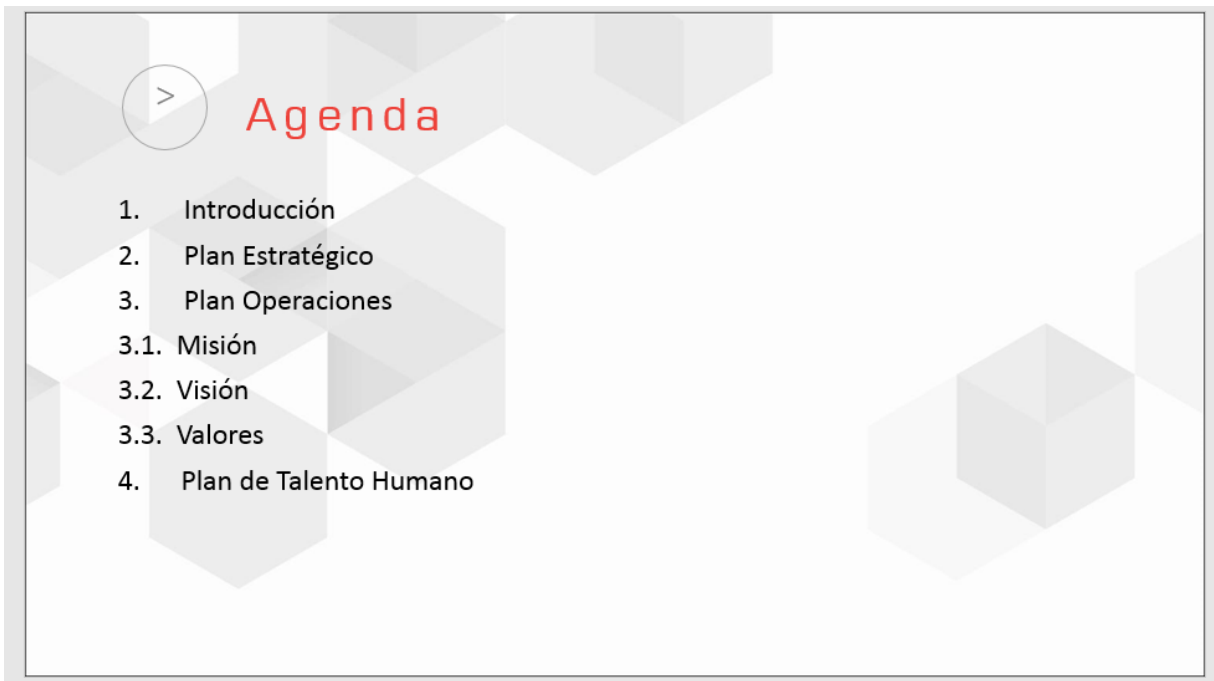 >
Agenda
1. Introducción
2. Plan Estratégico
3. Plan Operaciones
3.1. Misión
3.2. Visión
3.3. Valores
4. Plan de Talento Humano